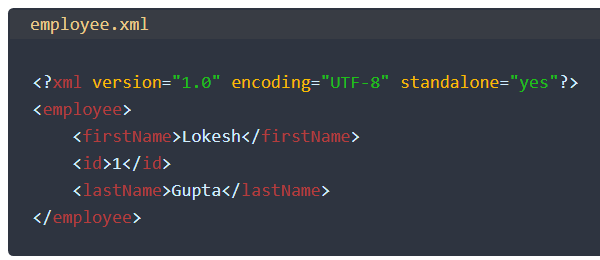 employee.xml
<?xml version="1.0" encoding="UTF-8" standalone="yes"?>
<employee>
    <firstName>Lokesh</firstName>
    <id>1</id>
    <lastName>Gupta</lastName>
</employee>